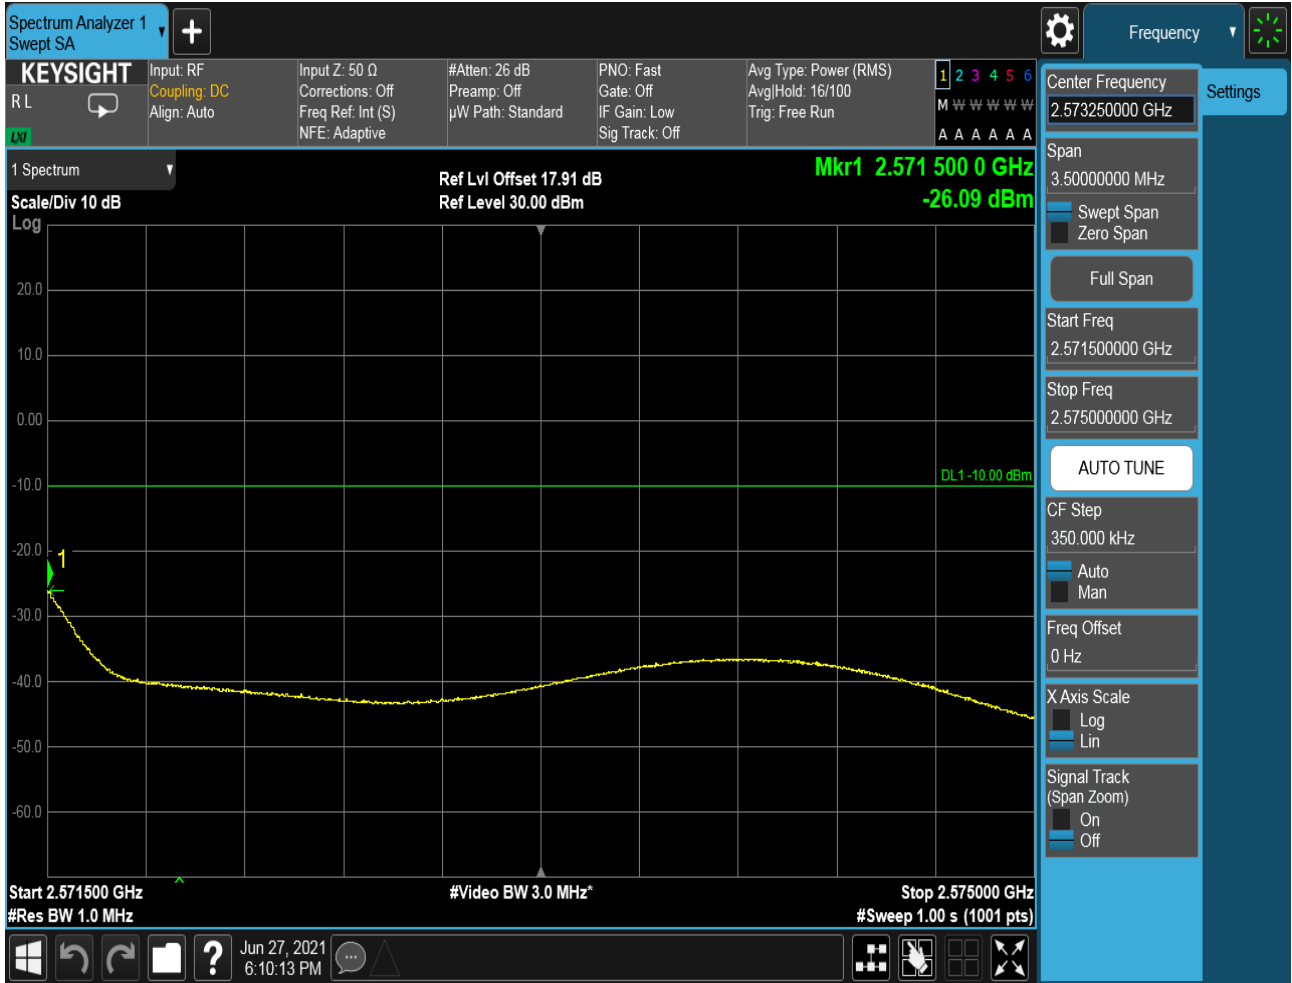 Spectrum Analyzer 1
Swept SA
Frequency
KEYSIGHT
R L
LXI
Input: RF
Coupling: DC
Align: Auto
Input Z: 50 Ω
Corrections: Off
Freq Ref: Int (S)
NFE: Adaptive
#Atten: 26 dB
Preamp: Off
µW Path: Standard
PNO: Fast
Gate: Off
IF Gain: Low
Sig Track: Off
Avg Type: Power (RMS)
Avg|Hold: 16/100
Trig: Free Run
1 2 3 4 5 6
M W W W W W
A A A A A A
1 Spectrum
Scale/Div 10 dB
Log
Ref Lvl Offset 17.91 dB
Ref Level 30.00 dBm
Mkr1 2.571 500 0 GHz
-26.09 dBm
20.0
10.0
0.00
-10.0
-20.0
-30.0
-40.0
-50.0
-60.0
DL1 -10.00 dBm
1
Start 2.571500 GHz
#Res BW 1.0 MHz
#Video BW 3.0 MHz*
Stop 2.575000 GHz
#Sweep 1.00 s (1001 pts)
?
Jun 27, 2021
6:10:13 PM
Center Frequency
2.573250000 GHz
Span
3.50000000 MHz
Swept Span
Zero Span
Full Span
Start Freq
2.571500000 GHz
Stop Freq
2.575000000 GHz
AUTO TUNE
CF Step
350.000 kHz
Auto
Man
Freq Offset
0 Hz
X Axis Scale
Log
Lin
Signal Track
(Span Zoom)
On
Off
Settings